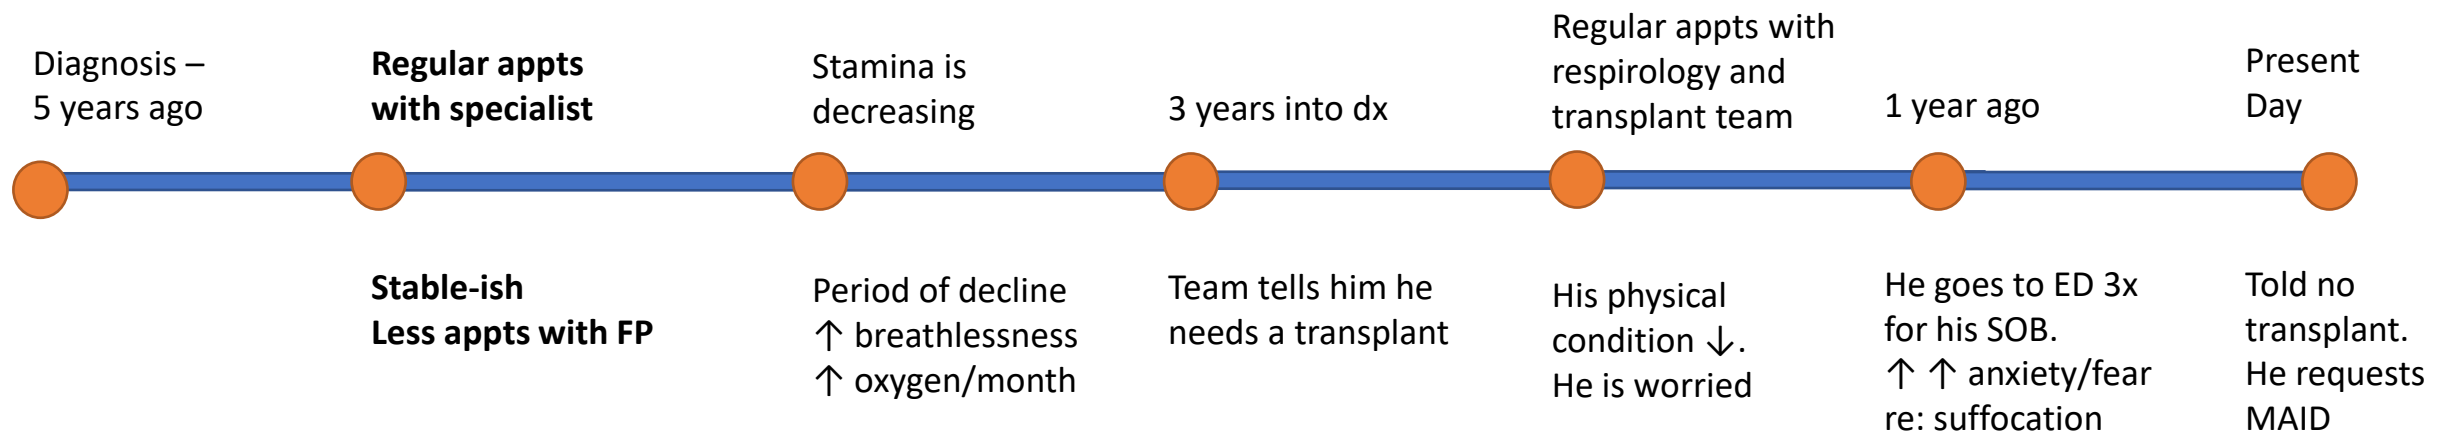 Diagnosis –
5 years ago
Regular appts
with specialist
Stamina is
decreasing
3 years into dx
Regular appts with
respirology and
transplant team
1 year ago
Present
Day
Stable-ish
Less appts with FP
Period of decline
↑ breathlessness
↑ oxygen/month
Team tells him he
needs a transplant
His physical
condition ↓.
He is worried
He goes to ED 3x
for his SOB.
↑ ↑ anxiety/fear
re: suffocation
Told no
transplant.
He requests
MAID